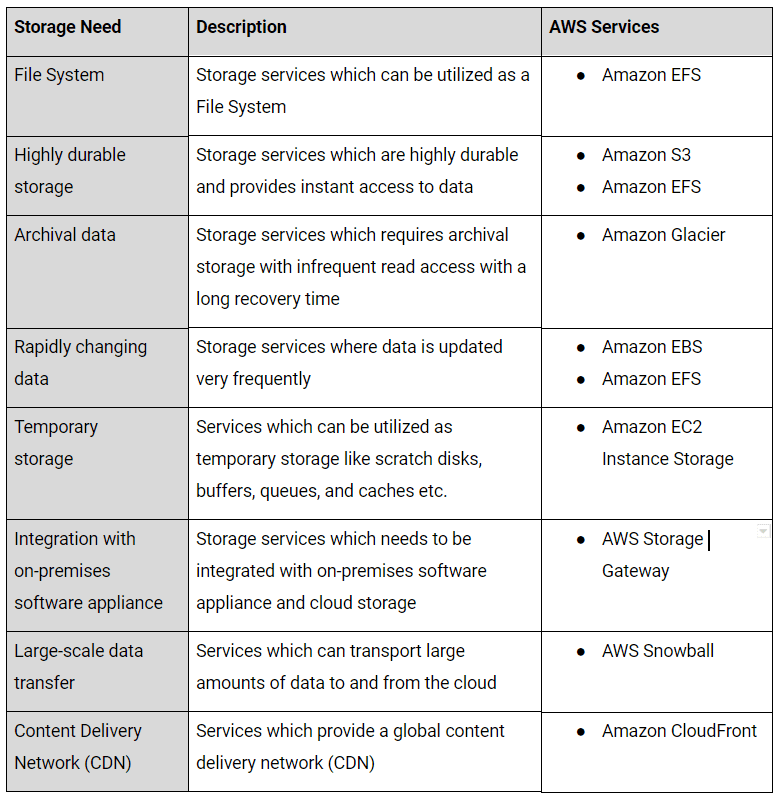 Storage Need
Description
AWS Services
File System
Storage services which can be utilized as a
File System
● Amazon EFS
Highly durable
storage
Storage services which are highly durable
and provides instant access to data
● Amazon S3
● Amazon EFS
Archival data
Storage services which requires archival
storage with infrequent read access with a
long recovery time
● Amazon Glacier
Rapidly changing
data
Storage services where data is updated
very frequently
● Amazon EBS
● Amazon EFS
Temporary
storage
Services which can be utilized as
temporary storage like scratch disks,
buffers, queues, and caches etc.
● Amazon EC2
Instance Storage
Integration with
on-premises
software appliance
Storage services which needs to be
integrated with on-premises software
appliance and cloud storage
● AWS Storage
Gateway
Large-scale data
transfer
Services which can transport large
amounts of data to and from the cloud
● AWS Snowball
Content Delivery
Network (CDN)
Services which provide a global content
delivery network (CDN)
● Amazon CloudFront